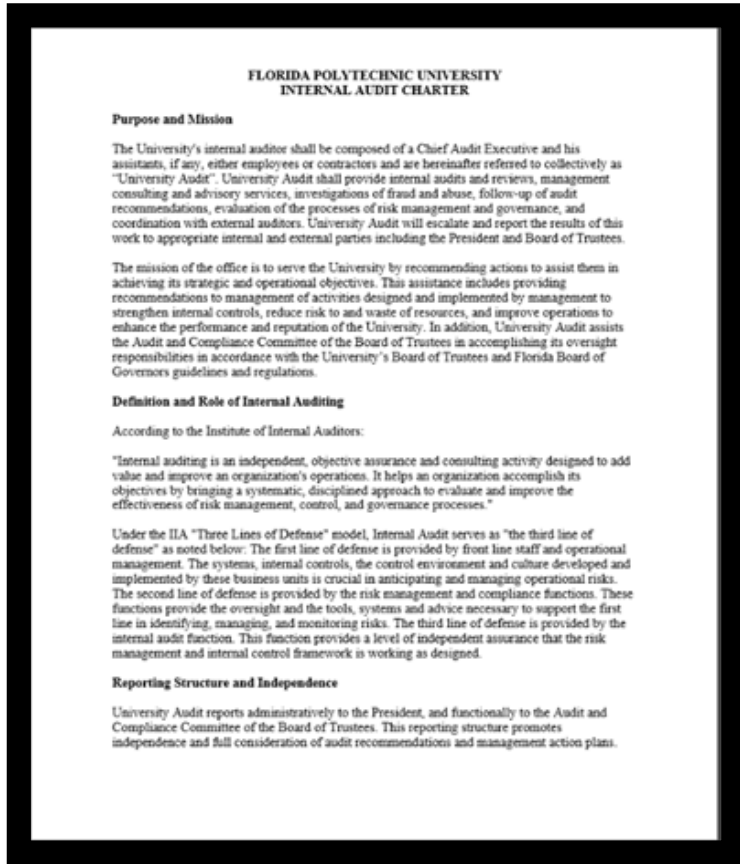 FLORIDA POLYTECHNIC UNIVERSITY
INTERNAL AUDIT CHARTER
Purpose and Mission
The University's internal auditor shall be composed of a Chief Audit Executive and his
assistants, if any, either employees or contractors and are hereinafter referred to collectively as
"University Audit". University Audit shall provide internal audits and reviews, management
consulting and advisory services, investigations of fraud and abuse, follow-up of audit
recommendations, evaluation of the processes of risk management and governance, and
coordination with external auditors. University Audit will escalate and report the results of this
work to appropriate internal and external parties including the President and Board of Trustees.
The mission of the office is to serve the University by recommending actions to assist them in
achieving its strategic and operational objectives. This assistance includes providing
recommendations to management of activities designed and implemented by management to
strengthen internal controls, reduce risk to and waste of resources, and improve operations to
enhance the performance and reputation of the University. In addition, University Audit assists
the Audit and Compliance Committee of the Board of Trustees in accomplishing its oversight
responsibilities in accordance with the University's Board of Trustees and Florida Board of
Governors guidelines and regulations.
Definition and Role of Internal Auditing
According to the Institute of Internal Auditors:
"Internal auditing is an independent, objective assurance and consulting activity designed to add
value and improve an organization's operations. It helps an organization accomplish its
objectives by bringing a systematic, disciplined approach to evaluate and improve the
effectiveness of risk management, control, and governance processes."
Under the IIA "Three Lines of Defense" model, Internal Audit serves as "the third line of
defense" as noted below: The first line of defense is provided by front line staff and operational
management. The systems, internal controls, the control environment and culture developed and
implemented by these business units is crucial in anticipating and managing operational risks.
The second line of defense is provided by the risk management and compliance functions. These
functions provide the oversight and the tools, systems and advice necessary to support the first
line in identifying, managing, and monitoring risks. The third line of defense is provided by the
internal audit function. This function provides a level of independent assurance that the risk
management and internal control framework is working as designed.
Reporting Structure and Independence
University Audit reports administratively to the President, and functionally to the Audit and
Compliance Committee of the Board of Trustees. This reporting structure promotes
independence and full consideration of audit recommendations and management action plans.